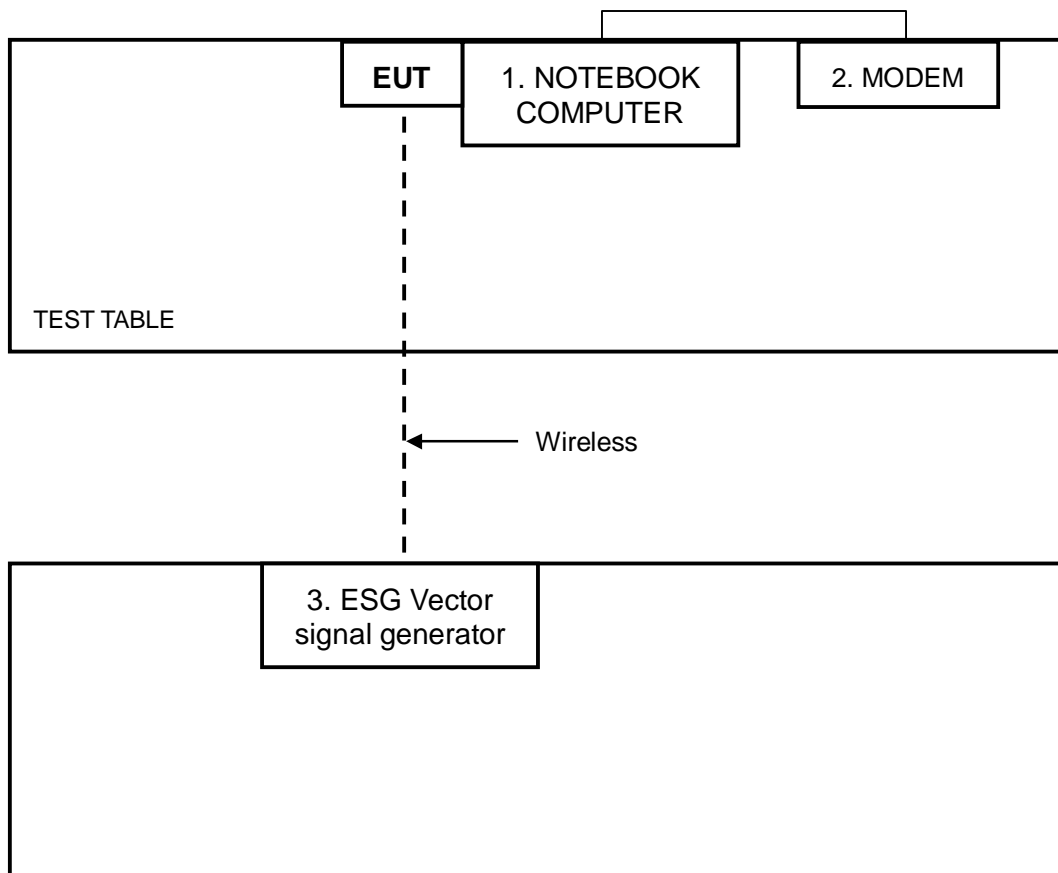 EUT
1. NOTEBOOK
COMPUTER
2. MODEM
TEST TABLE
Wireless
3. ESG Vector
signal generator